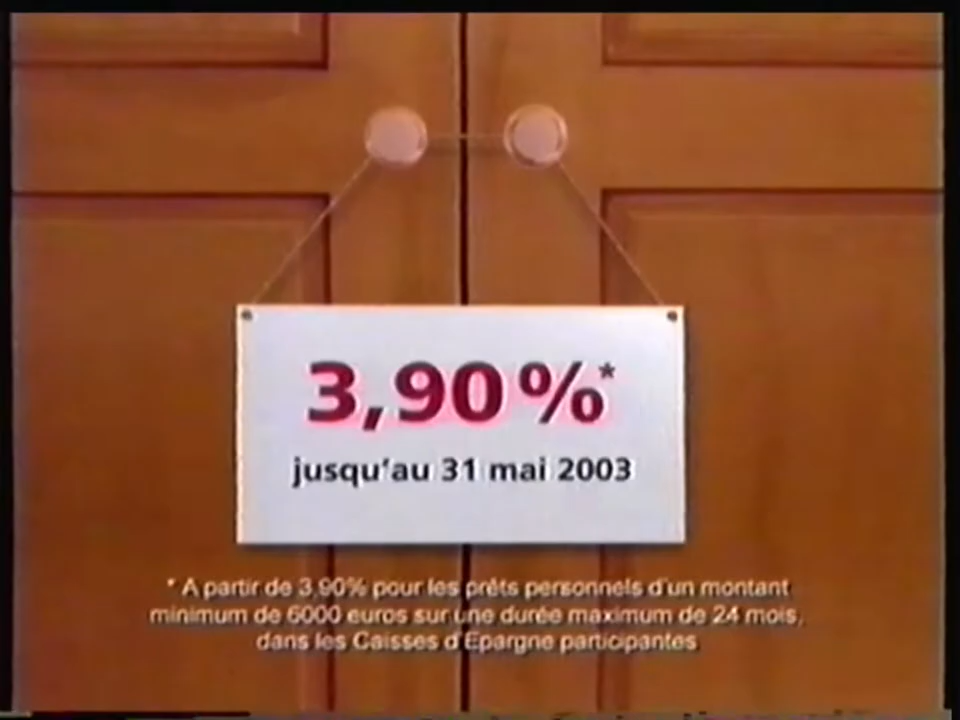 3,90%*
jusqu'au 31 mai 2003
* A partir de 3,90% pour les prêts personnels d'un montant
minimum de 6000 euros sur une durée maximum de 24 mois,
dans les Caisses d'Epargne participantes